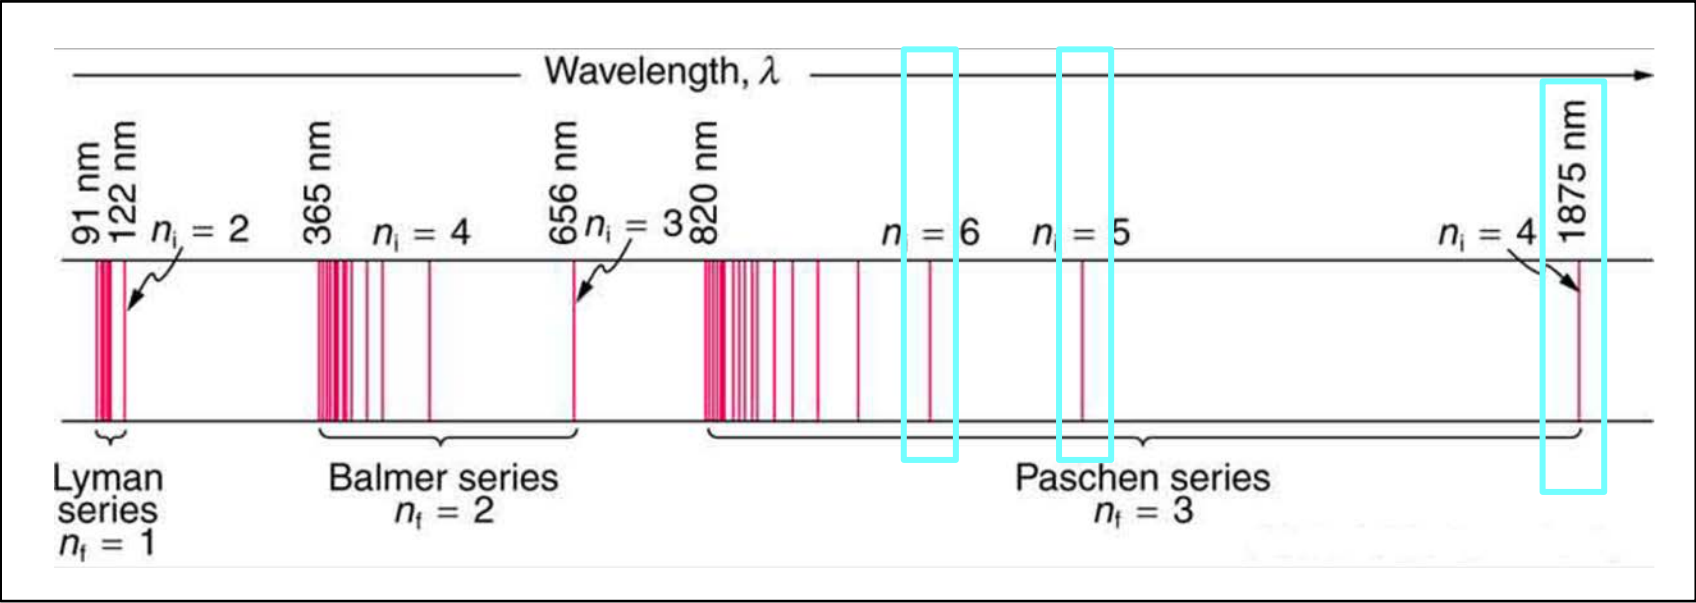 Wavelength, λ
91 nm
122 nm
nᵢ = 2
365 nm
nᵢ = 4
656 nm
nᵢ = 3
820 nm
nᵢ = 6
nᵢ = 5
nᵢ = 4
1875 nm
Lyman
series
n_f = 1
Balmer series
n_f = 2
Paschen series
n_f = 3